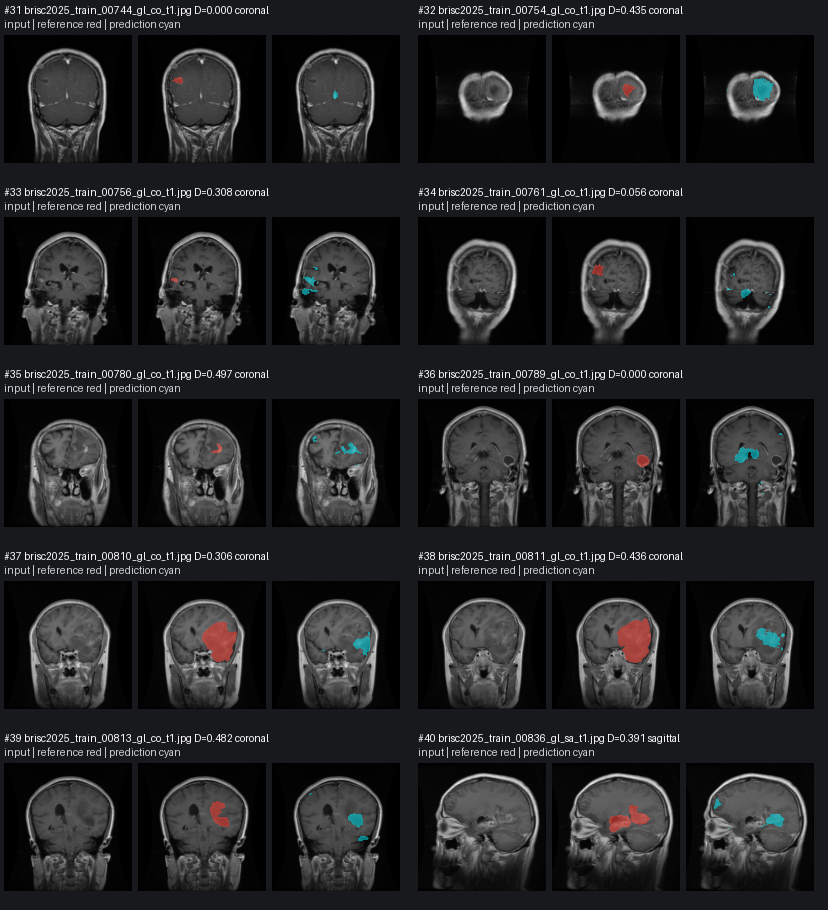 #31 brisc2025_train_00744_gl_co_t1.jpg D=0.000 coronal
input | reference red | prediction cyan
#32 brisc2025_train_00754_gl_co_t1.jpg D=0.435 coronal
input | reference red | prediction cyan
#33 brisc2025_train_00756_gl_co_t1.jpg D=0.308 coronal
input | reference red | prediction cyan
#34 brisc2025_train_00761_gl_co_t1.jpg D=0.056 coronal
input | reference red | prediction cyan
#35 brisc2025_train_00780_gl_co_t1.jpg D=0.497 coronal
input | reference red | prediction cyan
#36 brisc2025_train_00789_gl_co_t1.jpg D=0.000 coronal
input | reference red | prediction cyan
#37 brisc2025_train_00810_gl_co_t1.jpg D=0.306 coronal
input | reference red | prediction cyan
#38 brisc2025_train_00811_gl_co_t1.jpg D=0.436 coronal
input | reference red | prediction cyan
#39 brisc2025_train_00813_gl_co_t1.jpg D=0.482 coronal
input | reference red | prediction cyan
#40 brisc2025_train_00836_gl_sa_t1.jpg D=0.391 sagittal
input | reference red | prediction cyan